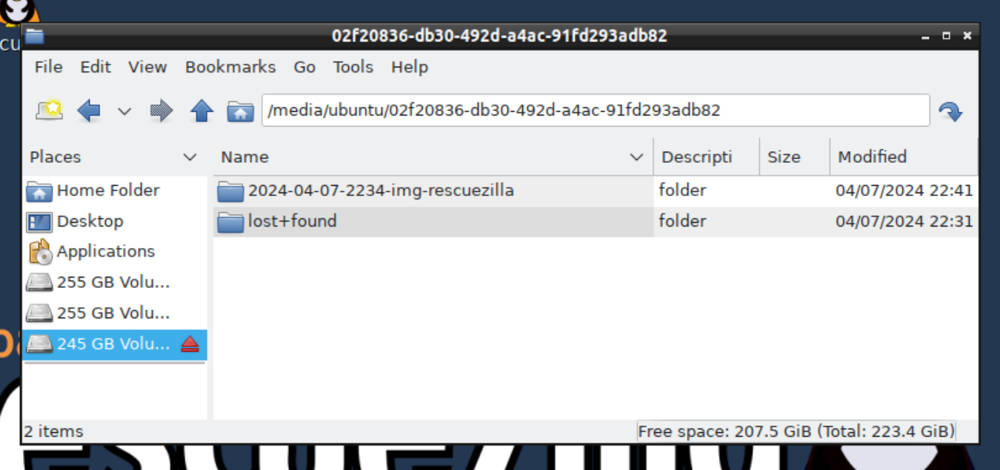 cu
02f20836-db30-492d-a4ac-91fd293adb82
File Edit View Bookmarks Go Tools Help
/media/ubuntu/02f20836-db30-492d-a4ac-91fd293adb82
Places Name Descripti Size Modified
Home Folder 2024-04-07-2234-img-rescuezilla folder 04/07/2024 22:41
Desktop lost+found folder 04/07/2024 22:31
Applications
255 GB Volu...
255 GB Volu...
245 GB Volu...
2 items Free space: 207.5 GiB (Total: 223.4 GiB)